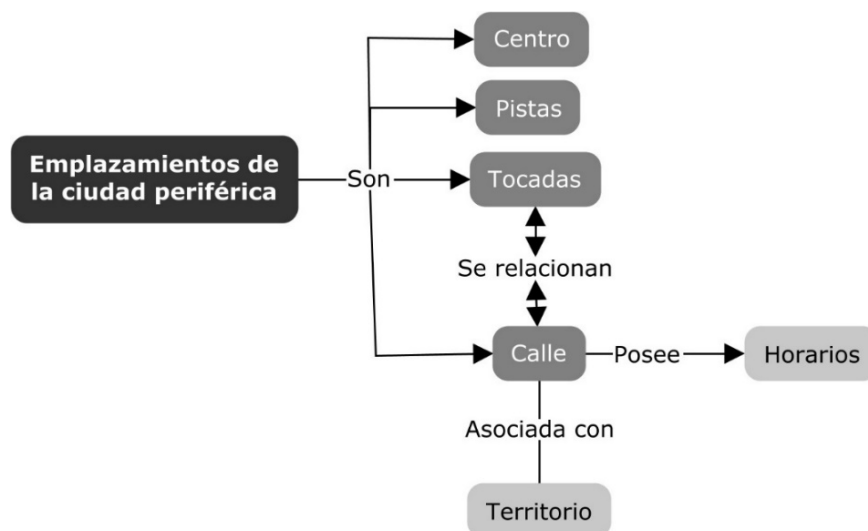 Centro
Pistas
Emplazamientos de
la ciudad periférica
Son
Tocadas
Se relacionan
Calle
Posee
Horarios
Asociada con
Territorio